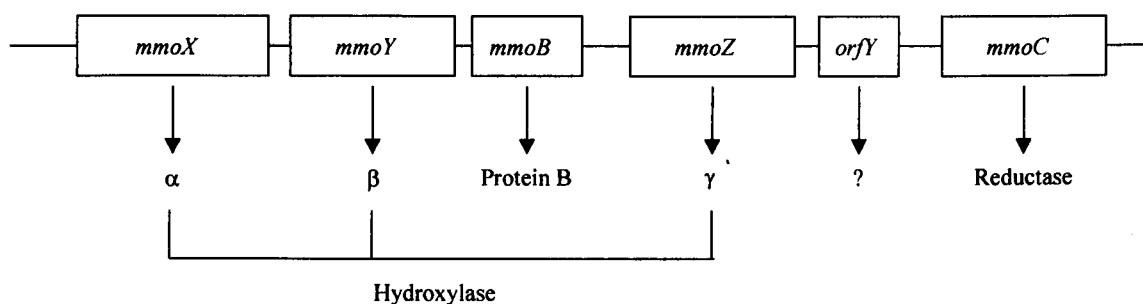 mmoX mmoY mmoB mmoZ orfY mmoC
α β Protein B γ ? Reductase
Hydroxylase